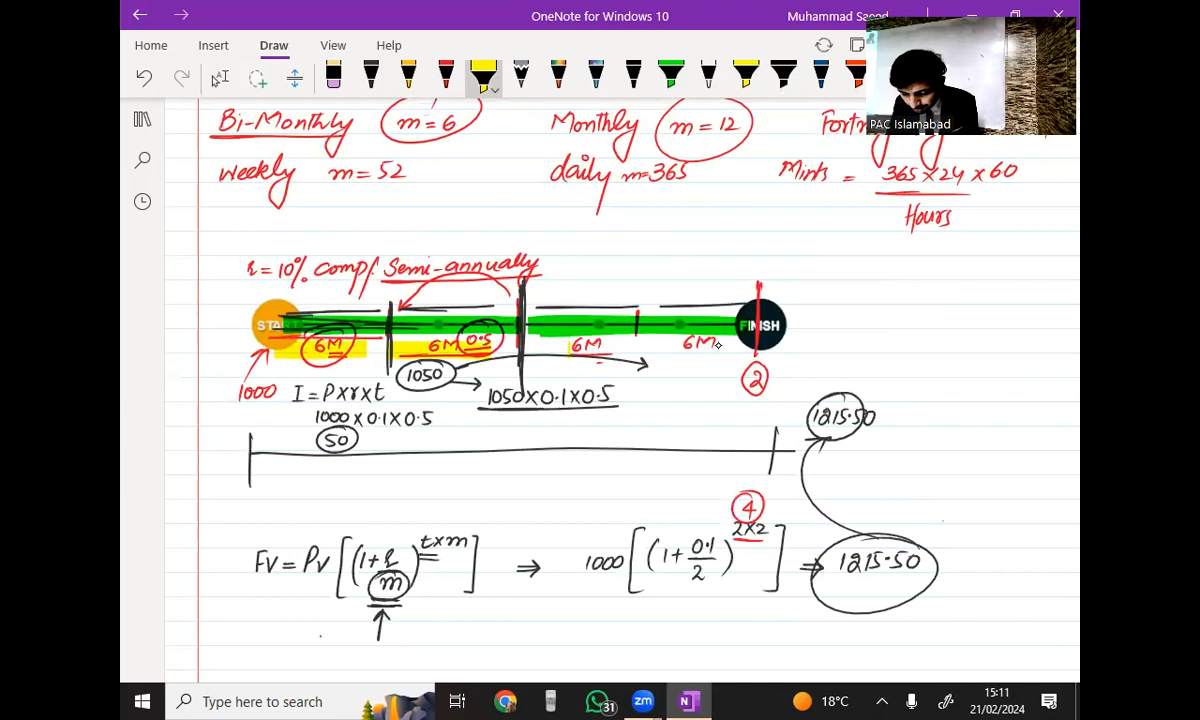 OneNote for Windows 10
Muhammad Saeed
Home Insert Draw View Help
PAC Islamabad
Bi-Monthly m=6 Monthly m=12
weekly m=52 daily m=365 Mints = 365×24×60
Hours
r=10% Comp/ Semi-annually
START FINISH
6M 6M 0.5 6M 6M
1000 I=P×r×t 1050 1050×0.1×0.5 2
1000×0.1×0.5
50
1215.50
4
FV = PV [(1+r/m)^t×m] ⇒ 1000 [(1+0.1/2)^2×2] ⇒ 1215.50
Type here to search
31
zm
N
18°C
15:11
21/02/2024